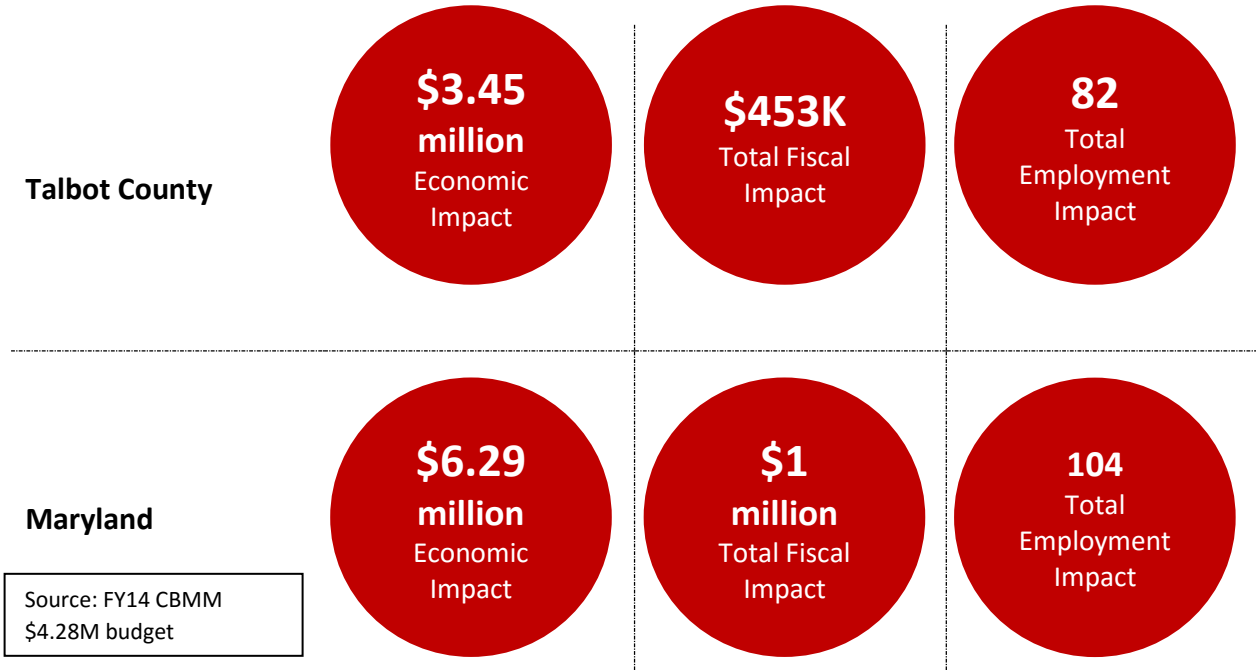 Talbot County
$3.45
million
Economic
Impact
$453K
Total Fiscal
Impact
82
Total
Employment
Impact
Maryland
$6.29
million
Economic
Impact
$1
million
Total Fiscal
Impact
104
Total
Employment
Impact
Source: FY14 CBMM
$4.28M budget